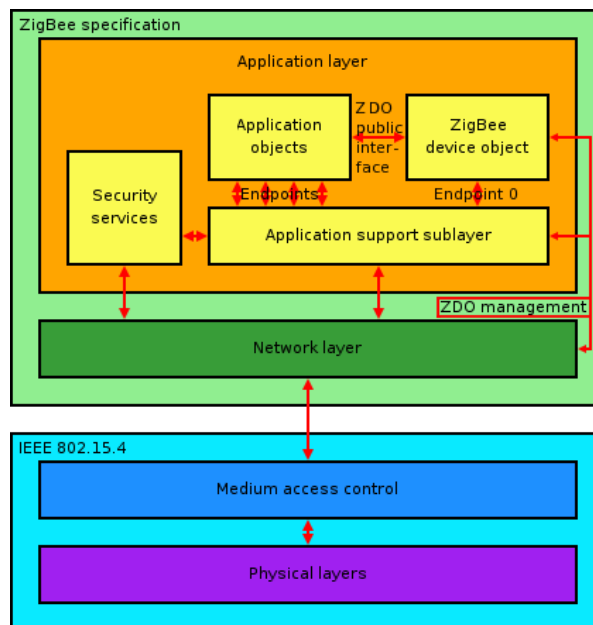 ZigBee specification
Application layer
Application
objects
ZDO
public
inter-
face
ZigBee
device object
Security
services
Endpoints
Endpoint 0
Application support sublayer
ZDO management
Network layer
IEEE 802.15.4
Medium access control
Physical layers